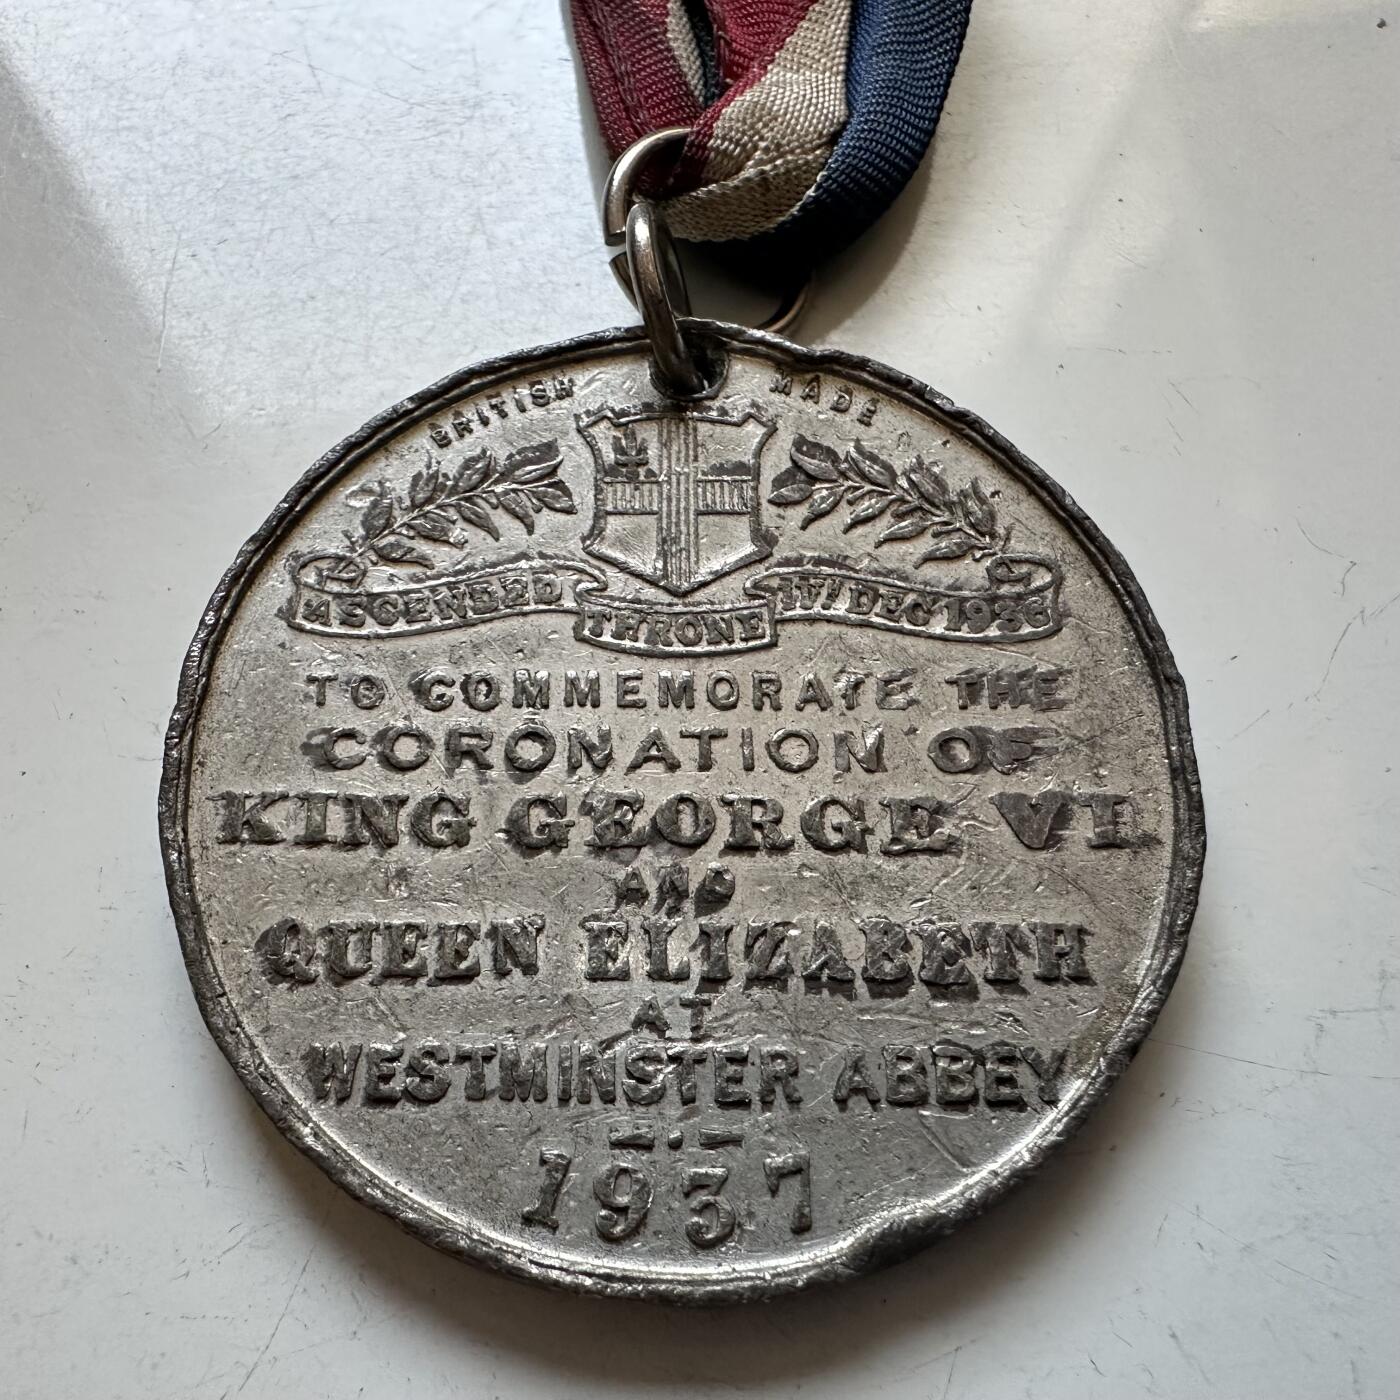 BRITISH MADE
ASCENDED THRONE 11TH DEC 1936
TO COMMEMORATE THE
CORONATION OF
KING GEORGE VI.
AND
QUEEN ELIZABETH
AT
WESTMINSTER ABBEY
1937